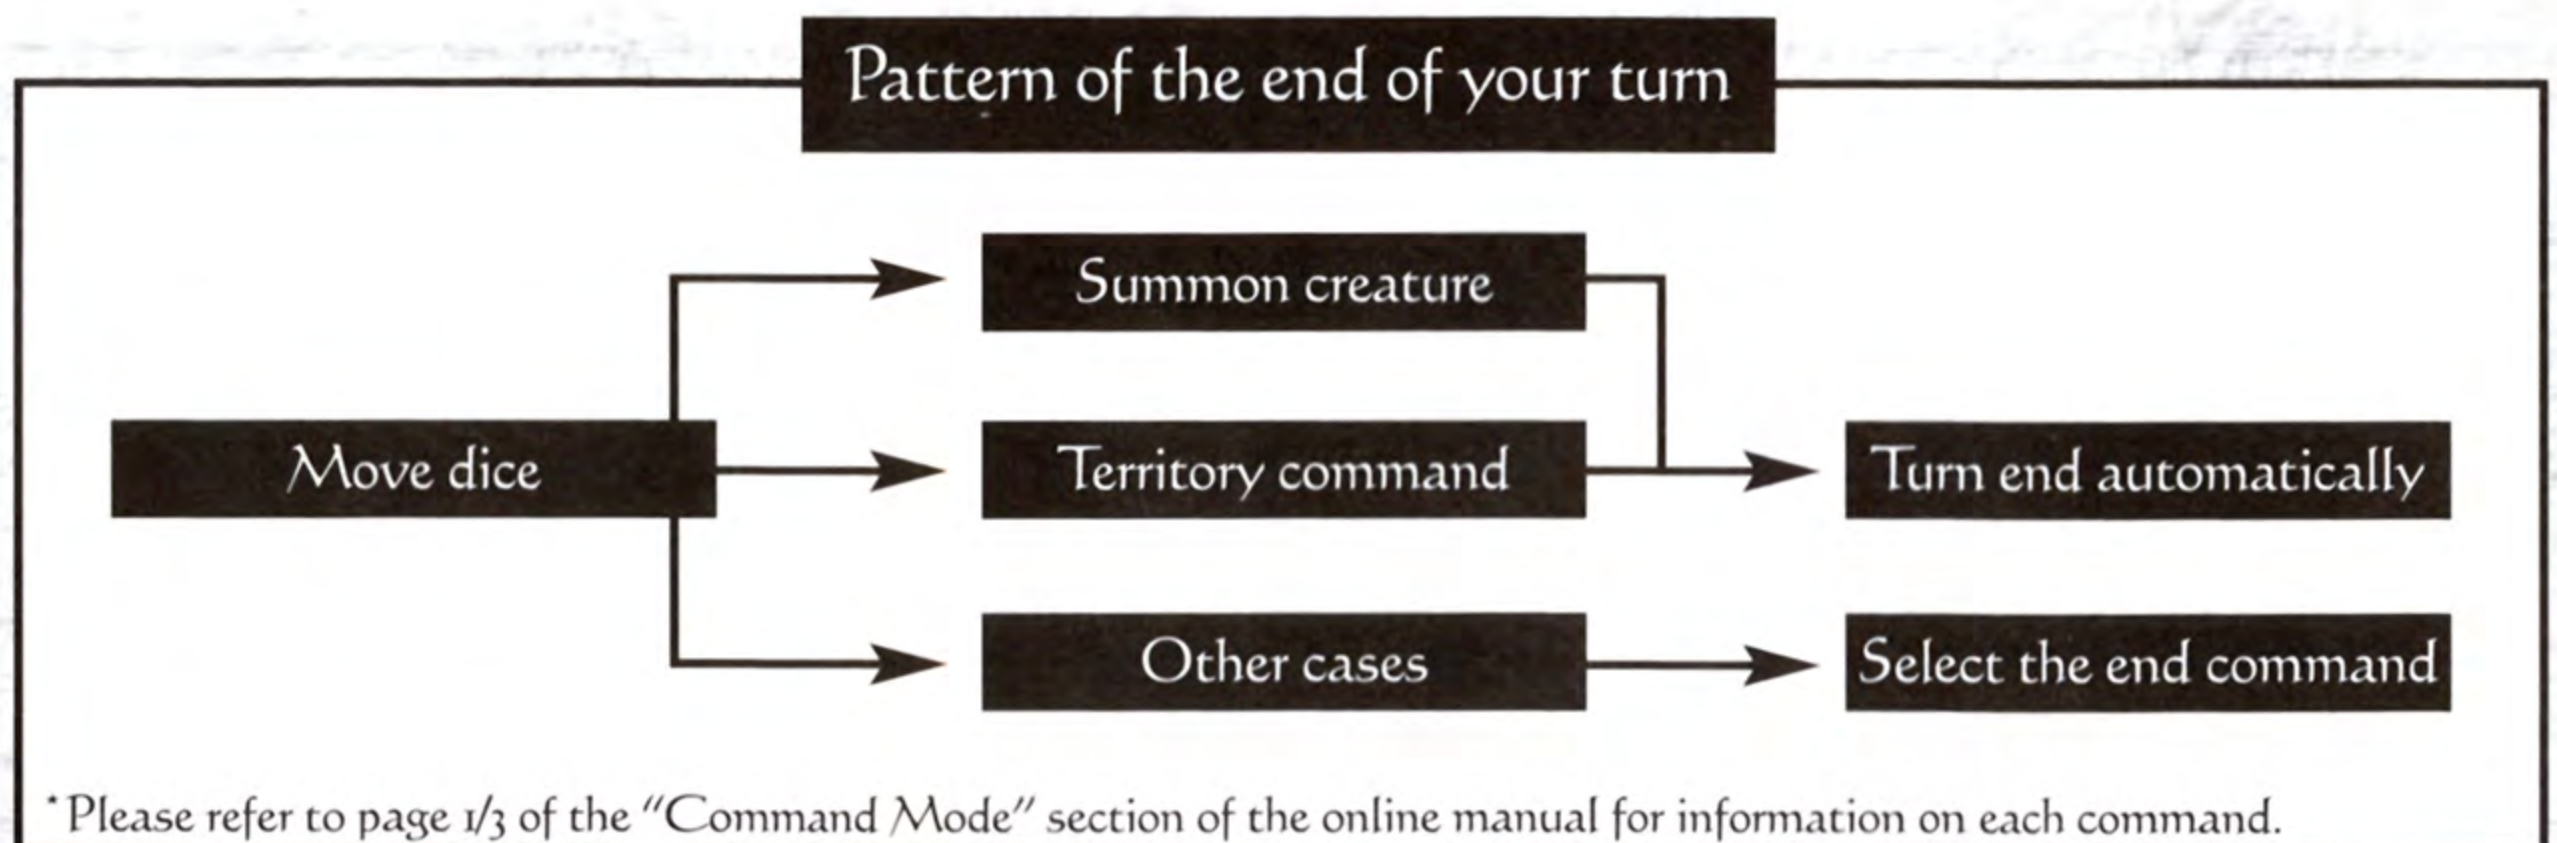 Pattern of the end of your turn
Summon creature
Move dice
Territory command
Turn end automatically
Other cases
Select the end command
*Please refer to page 1/3 of the "Command Mode" section of the online manual for information on each command.